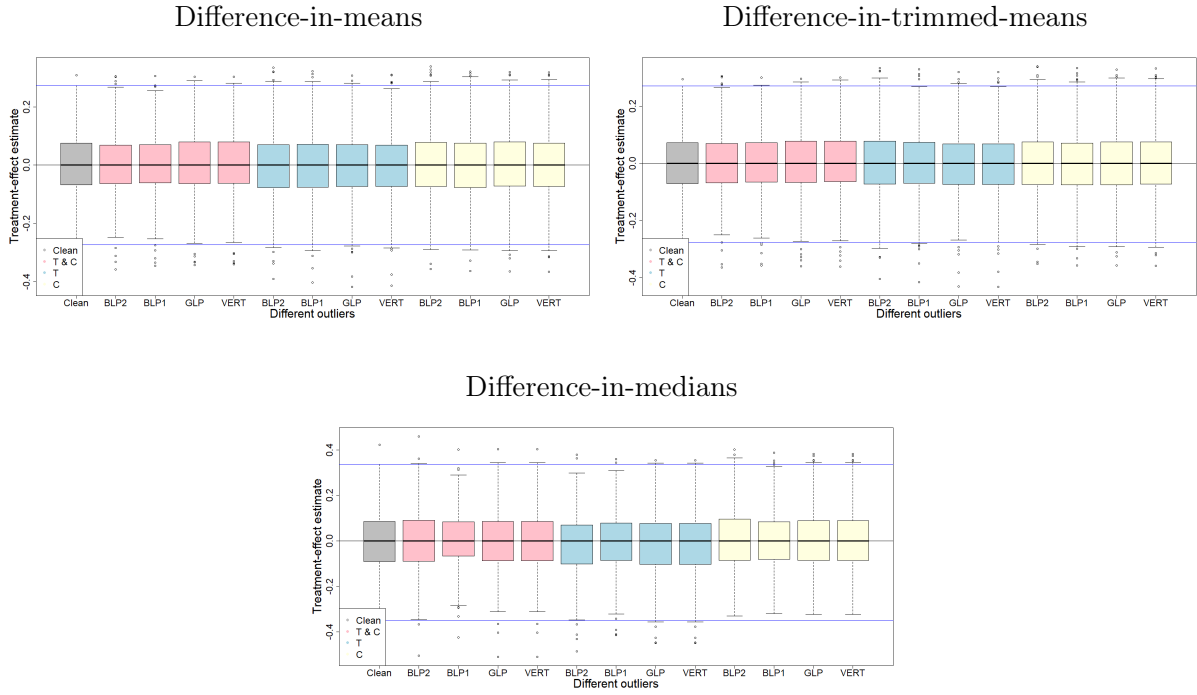 Difference-in-means
Treatment-effect estimate
0.2
0.0
-0.2
-0.4
Clean
T & C
T
C
Clean BLP2 BLP1 GLP VERT BLP2 BLP1 GLP VERT BLP2 BLP1 GLP VERT
Different outliers
Difference-in-trimmed-means
Treatment-effect estimate
0.2
0.0
-0.2
-0.4
Clean
T & C
T
C
Clean BLP2 BLP1 GLP VERT BLP2 BLP1 GLP VERT BLP2 BLP1 GLP VERT
Different outliers
Difference-in-medians
Treatment-effect estimate
0.4
0.2
0.0
-0.2
-0.4
Clean
T & C
T
C
Clean BLP2 BLP1 GLP VERT BLP2 BLP1 GLP VERT BLP2 BLP1 GLP VERT
Different outliers